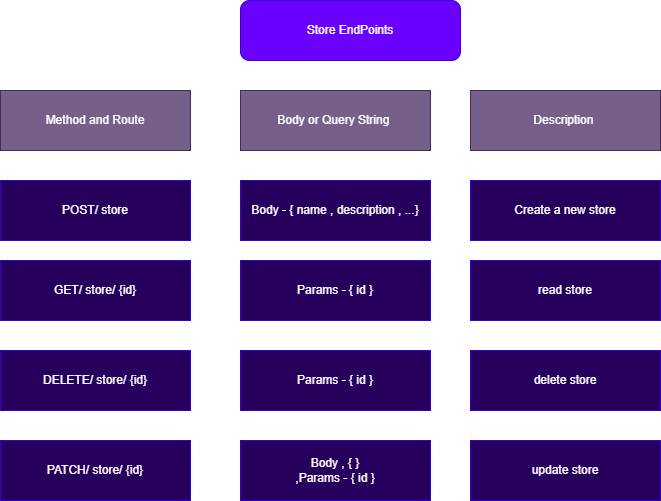 Store EndPoints
Method and Route
Body or Query String
Description
POST/ store
Body - { name , description , ...}
Create a new store
GET/ store/ {id}
Params - { id }
read store
DELETE/ store/ {id}
Params - { id }
delete store
PATCH/ store/ {id}
Body , { }
,Params - { id }
update store